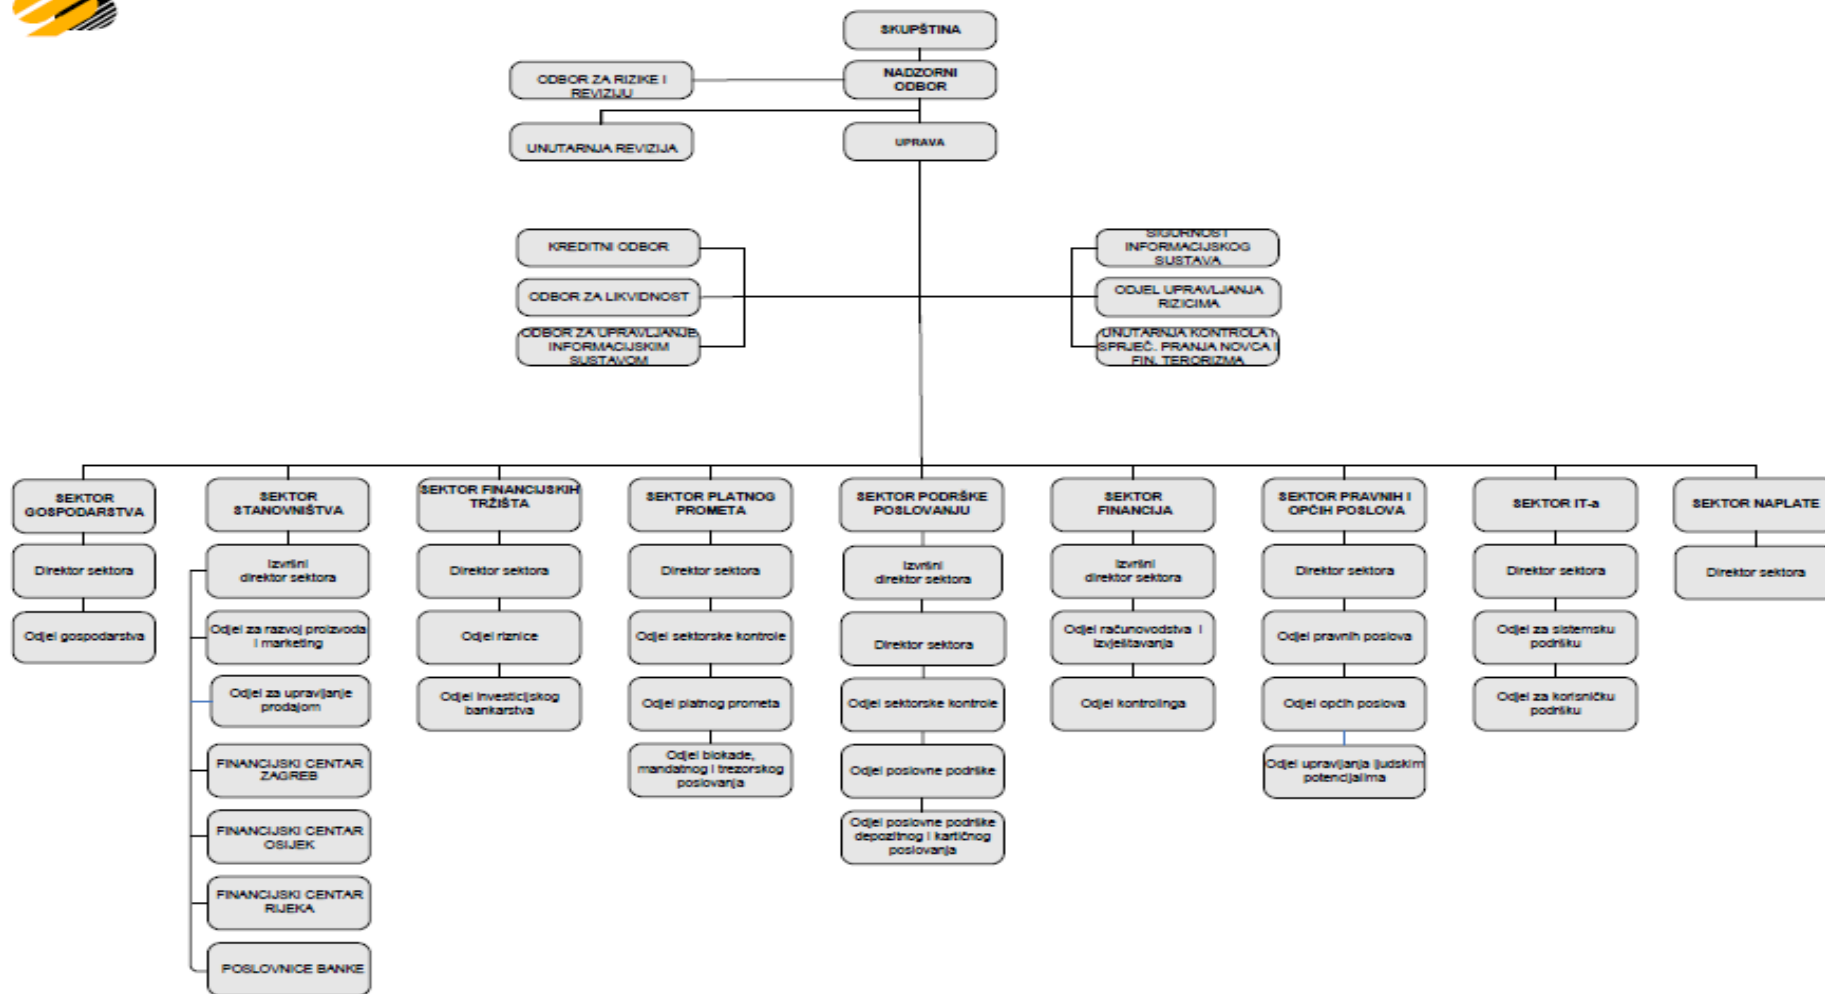 SKUPŠTINA
ODBOR ZA RIZIKE I
REVIZIJU
NADZORNI
ODBOR
UNUTARNJA REVIZIJA
UPRAVA
KREDITNI ODBOR
ODBOR ZA LIKVIDNOST
ODBOR ZA UPRAVLJANJE
INFORMACIJSKIM
SUSTAVOM
SIGURNOST
INFORMACIJSKOG
SUSTAVA
ODJEL UPRAVLJANJA
RIZICIMA
UNUTARNJA KONTROLA I
SPRJEČ. PRANJA NOVCA I
FIN. TERORIZMA
SEKTOR
GOSPODARSTVA
Direktor sektora
Odjel gospodarstva
SEKTOR
STANOVNIŠTVA
Izvršni
direktor sektora
Odjel za razvoj proizvoda
i marketing
Odjel za upravljanje
prodajom
FINANCIJSKI CENTAR
ZAGREB
FINANCIJSKI CENTAR
OSIJEK
FINANCIJSKI CENTAR
RIJEKA
POSLOVNICE BANKE
SEKTOR FINANCIJSKIH
TRŽIŠTA
Direktor sektora
Odjel riznice
Odjel investicijskog
bankarstva
SEKTOR PLATNOG
PROMETA
Direktor sektora
Odjel sektorske kontrole
Odjel platnog prometa
Odjel blokade,
mandatnog i trezorskog
poslovanja
SEKTOR PODRŠKE
POSLOVANJU
Izvršni
direktor sektora
Direktor sektora
Odjel sektorske kontrole
Odjel poslovne podrške
Odjel poslovne podrške
depozitnog i kartičnog
poslovanja
SEKTOR
FINANCIJA
Izvršni
direktor sektora
Odjel računovodstva i
izvještavanja
Odjel kontrolinga
SEKTOR PRAVNIH I
OPĆIH POSLOVA
Direktor sektora
Odjel pravnih poslova
Odjel općih poslova
Odjel upravljanja ljudskim
potencijalima
SEKTOR IT-a
Direktor sektora
Odjel za sistemsku
podršku
Odjel za korisničku
podršku
SEKTOR NAPLATE
Direktor sektora